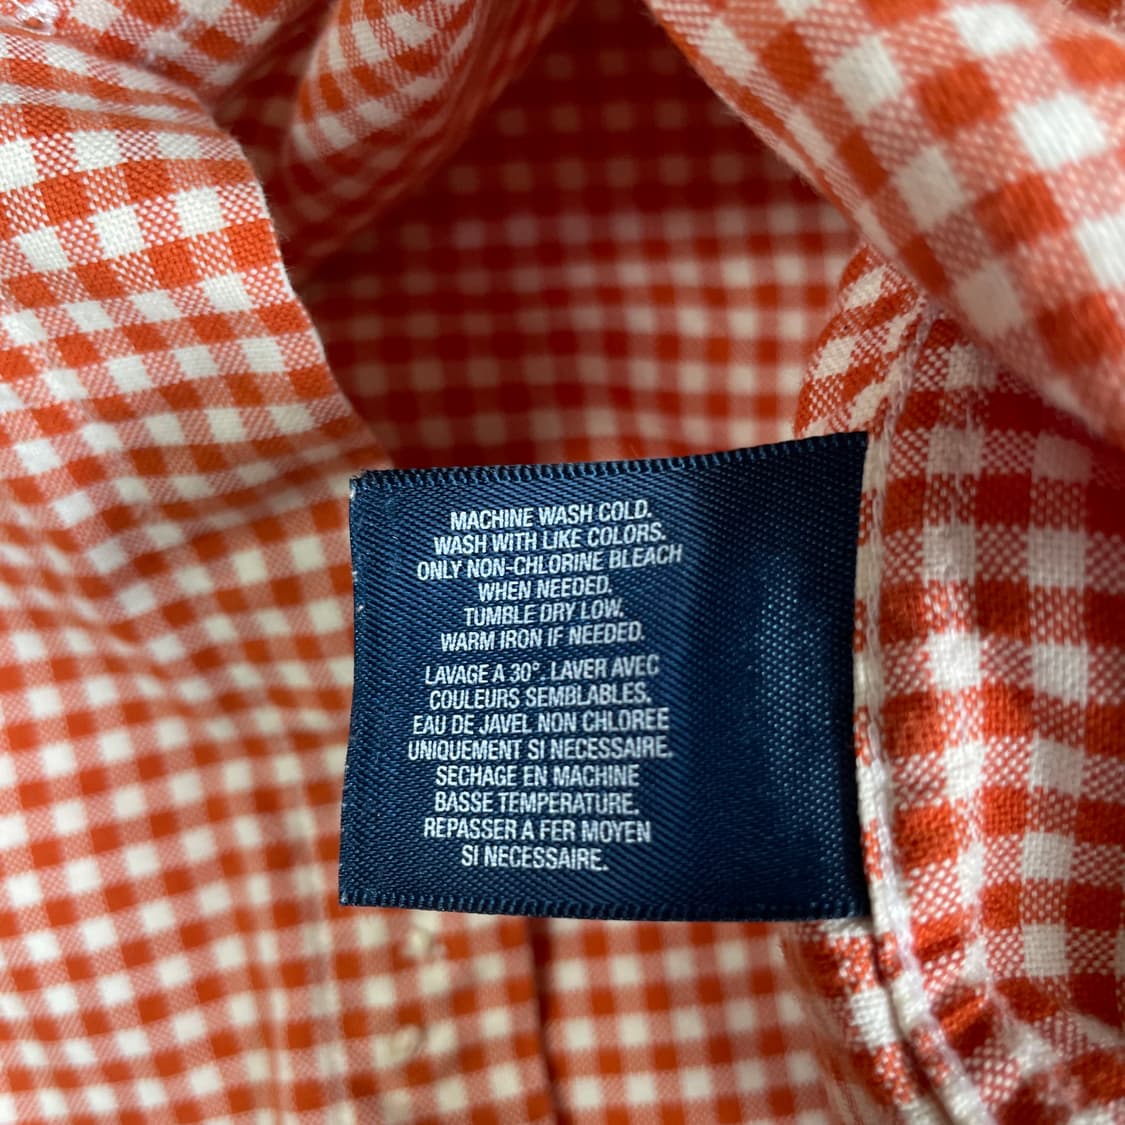 MACHINE WASH COLD.
WASH WITH LIKE COLORS.
ONLY NON-CHLORINE BLEACH
WHEN NEEDED.
TUMBLE DRY LOW.
WARM IRON IF NEEDED.
LAVAGE A 30°. LAVER AVEC
COULEURS SEMBLABLES.
EAU DE JAVEL NON CHLOREE
UNIQUEMENT SI NECESSAIRE.
SECHAGE EN MACHINE
BASSE TEMPERATURE.
REPASSER A FER MOYEN
SI NECESSAIRE.